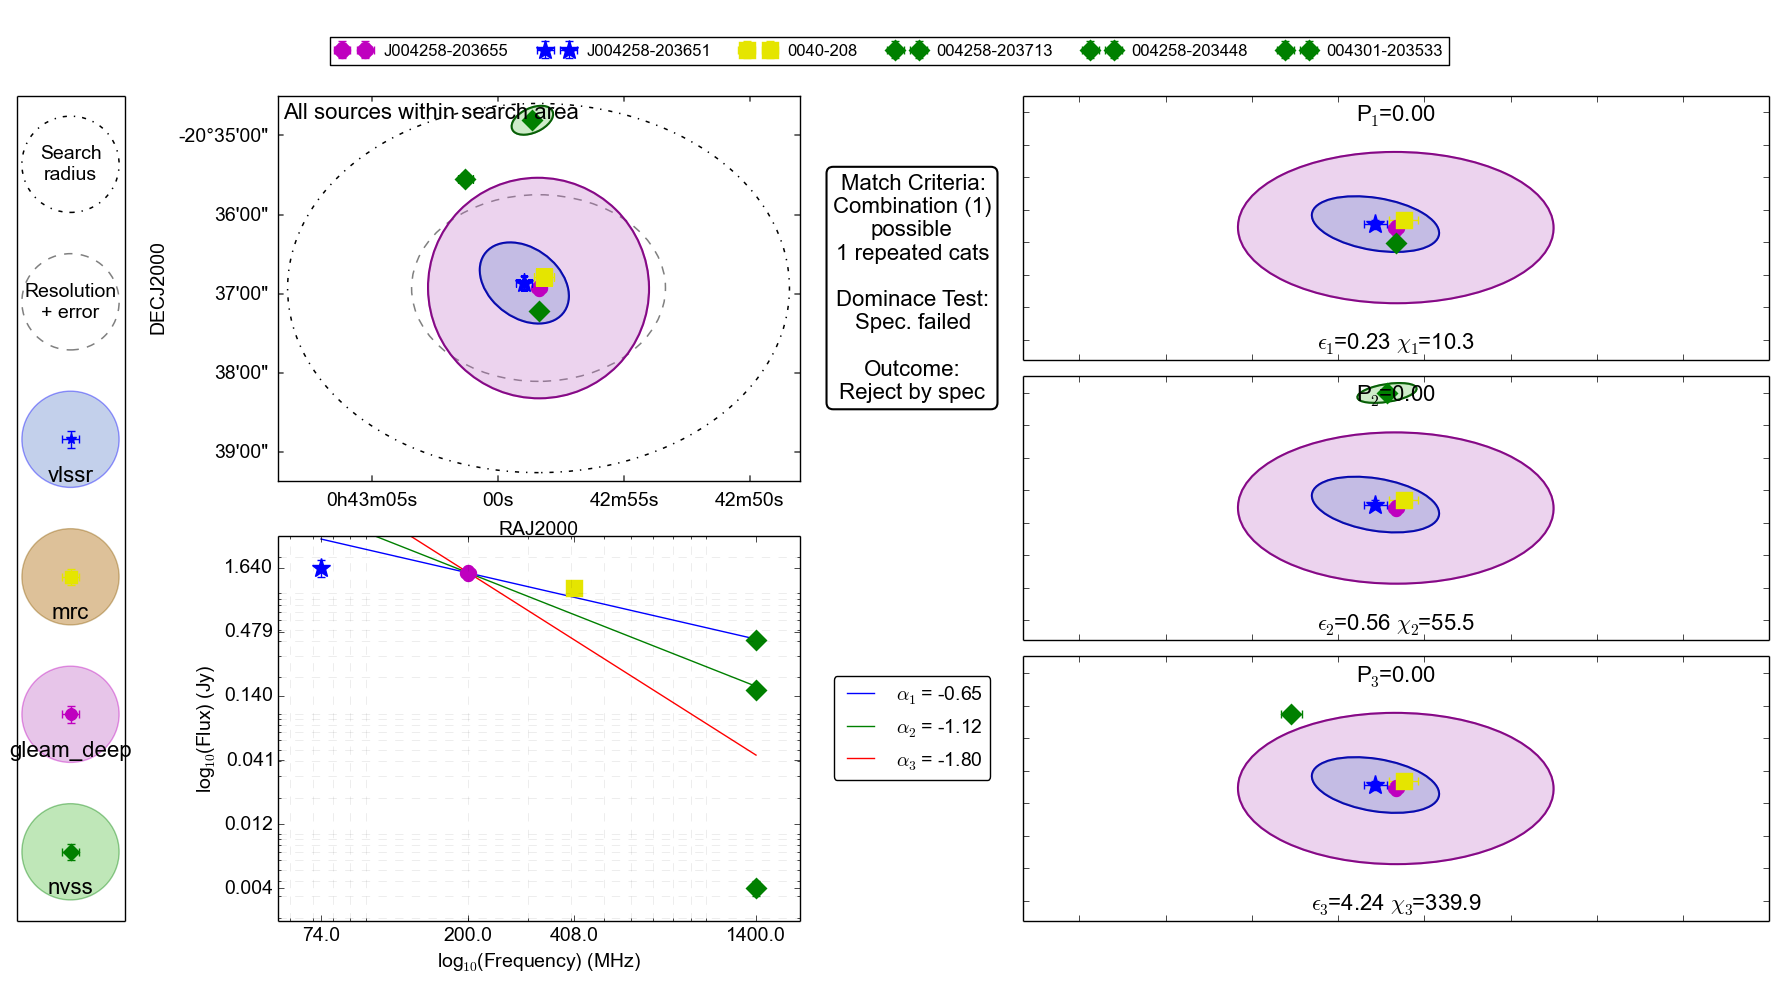 J004258-203655 J004258-203651 0040-208 004258-203713 004258-203448 004301-203533
Search
radius
Resolution
+ error
vlssr
mrc
gleam_deep
nvss
All sources within search area
DECJ2000
-20°35'00"
36'00"
37'00"
38'00"
39'00"
0h43m05s 00s 42m55s 42m50s
RAJ2000
log10(Flux) (Jy)
1.640
0.479
0.140
0.041
0.012
0.004
74.0 200.0 408.0 1400.0
log10(Frequency) (MHz)
Match Criteria:
Combination (1)
possible
1 repeated cats
Dominace Test:
Spec. failed
Outcome:
Reject by spec
α1 = -0.65
α2 = -1.12
α3 = -1.80
P1=0.00
ϵ1=0.23 χ1=10.3
P2=0.00
ϵ2=0.56 χ2=55.5
P3=0.00
ϵ3=4.24 χ3=339.9